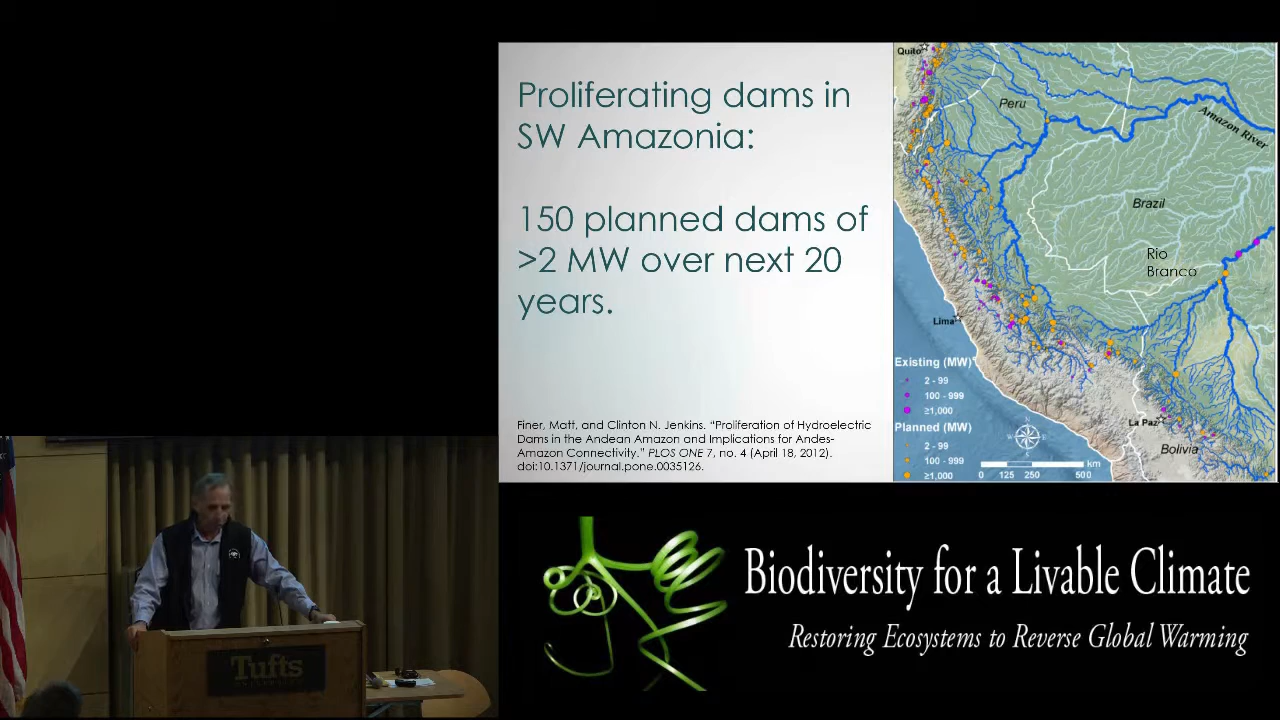 Proliferating dams in
SW Amazonia:
150 planned dams of
>2 MW over next 20
years.
Finer, Matt, and Clinton N. Jenkins. “Proliferation of Hydroelectric
Dams in the Andean Amazon and Implications for Andes-
Amazon Connectivity.” PLOS ONE 7, no. 4 (April 18, 2012).
doi:10.1371/journal.pone.0035126.
Quito
Peru
Amazon River
Brazil
Rio
Branco
Lima
La Paz
Bolivia
Existing (MW)
2 - 99
100 - 999
≥1,000
Planned (MW)
2 - 99
100 - 999
≥1,000
N
W E
S
km
0 125 250 500
Tufts
UNIVERSITY
Biodiversity for a Livable Climate
Restoring Ecosystems to Reverse Global Warming